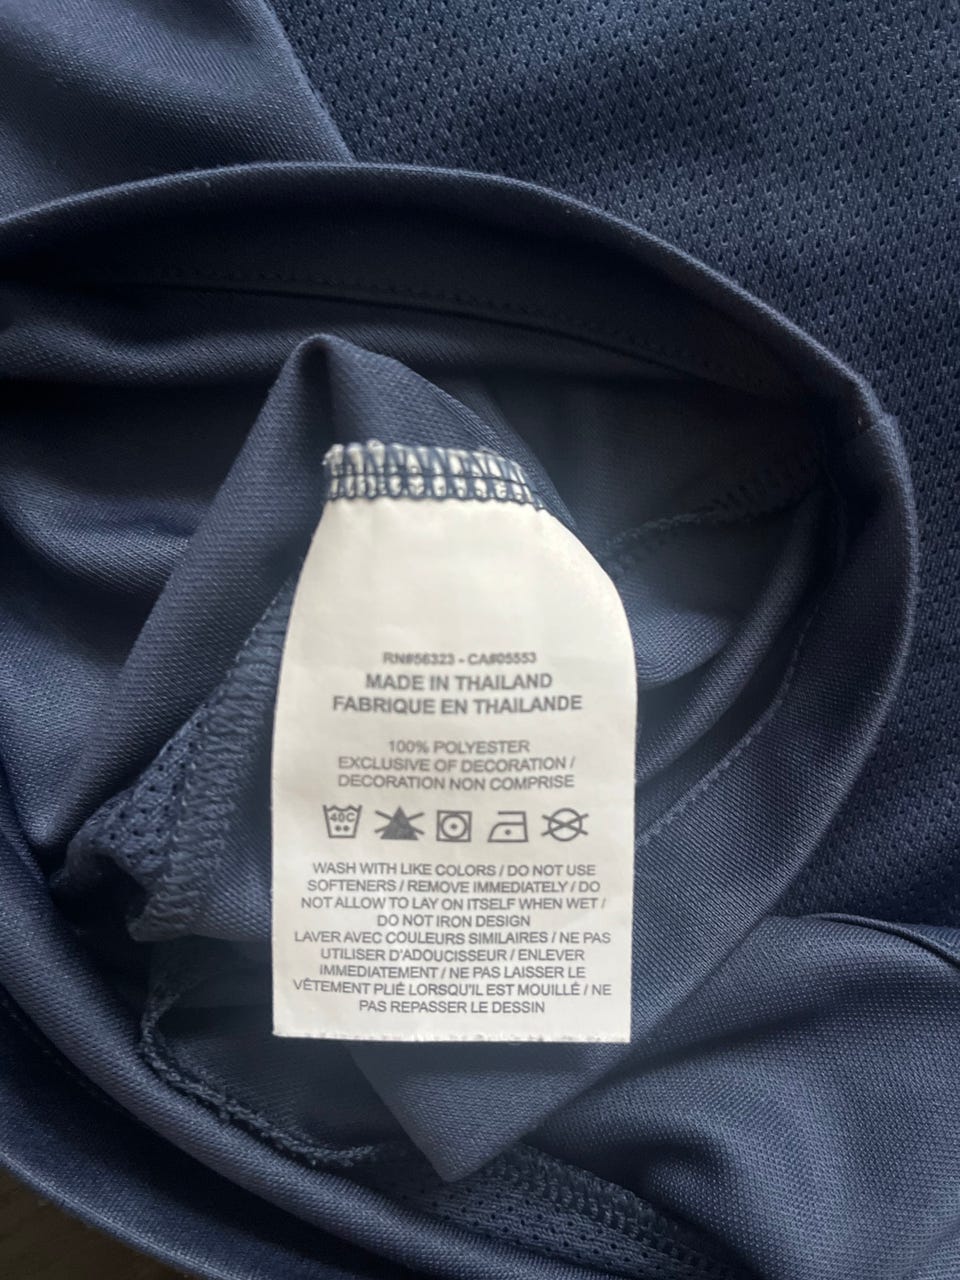 RN#56323 - CA#05553
MADE IN THAILAND
FABRIQUE EN THAILANDE
100% POLYESTER
EXCLUSIVE OF DECORATION /
DECORATION NON COMPRISE
40C
WASH WITH LIKE COLORS / DO NOT USE
SOFTENERS / REMOVE IMMEDIATELY / DO
NOT ALLOW TO LAY ON ITSELF WHEN WET /
DO NOT IRON DESIGN
LAVER AVEC COULEURS SIMILAIRES / NE PAS
UTILISER D'ADOUCISSEUR / ENLEVER
IMMEDIATEMENT / NE PAS LAISSER LE
VÊTEMENT PLIÉ LORSQU'IL EST MOUILLÉ / NE
PAS REPASSER LE DESSIN